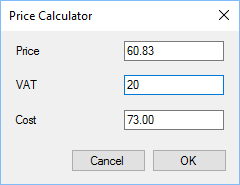 Price Calculator
Price 60.83
VAT 20
Cost 73.00
Cancel OK